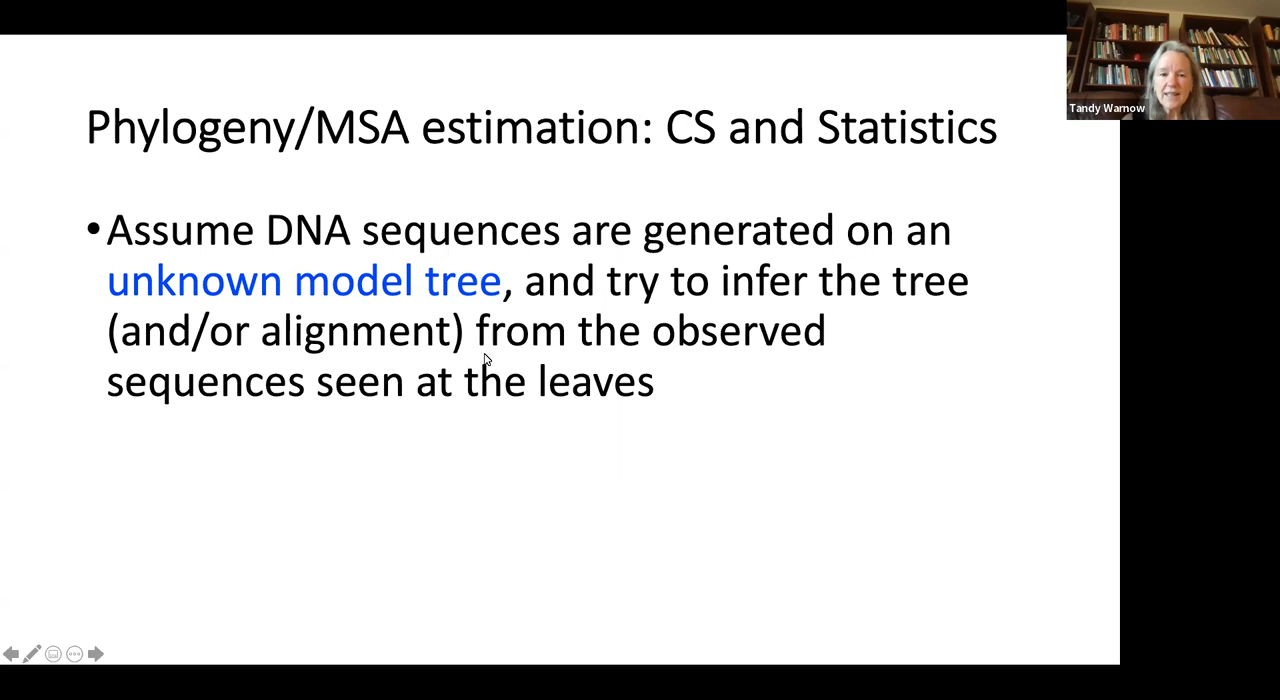 Tandy Warnow
Phylogeny/MSA estimation: CS and Statistics
•Assume DNA sequences are generated on an
unknown model tree, and try to infer the tree
(and/or alignment) from the observed
sequences seen at the leaves